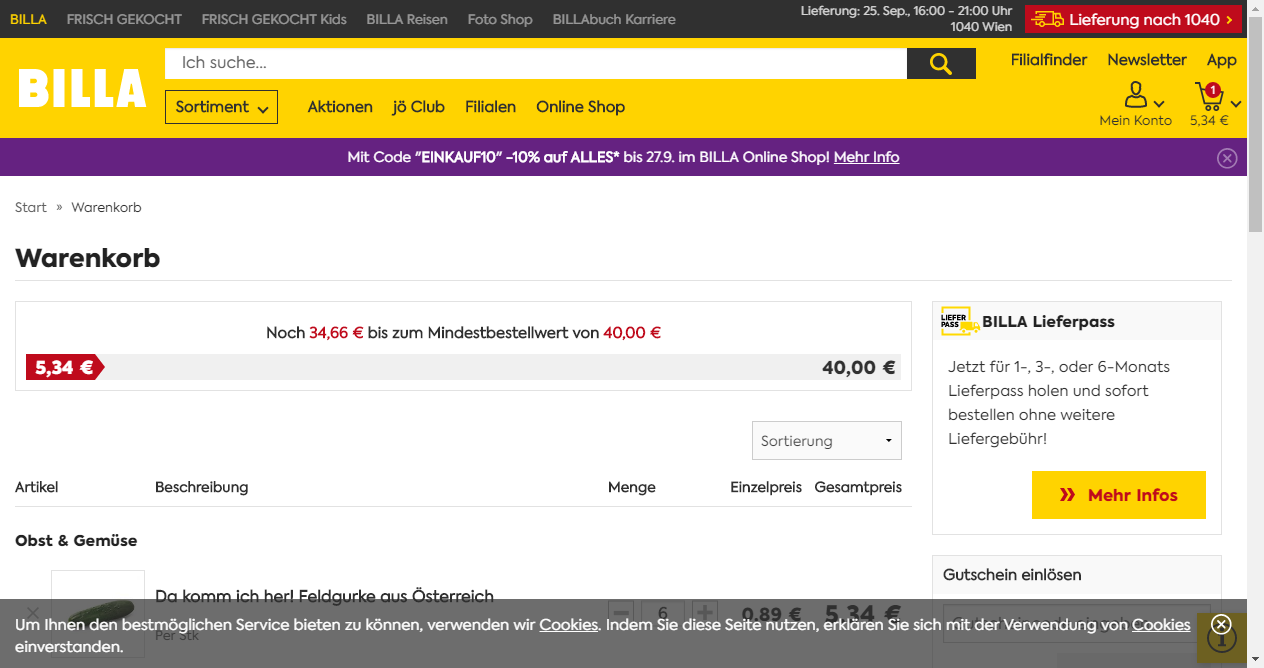 BILLA FRISCH GEKOCHT FRISCH GEKOCHT Kids BILLA Reisen Foto Shop BILLAbuch Karriere
Lieferung: 25. Sep., 16:00 - 21:00 Uhr
1040 Wien
Lieferung nach 1040
BILLA
Ich suche...
Filialfinder Newsletter App
Sortiment Aktionen jö Club Filialen Online Shop
1
Mein Konto 5,34 €
Mit Code "EINKAUF10" -10% auf ALLES* bis 27.9. im BILLA Online Shop! Mehr Info
Start » Warenkorb
Warenkorb
Noch 34,66 € bis zum Mindestbestellwert von 40,00 €
5,34 € 40,00 €
Sortierung
Artikel Beschreibung Menge Einzelpreis Gesamtpreis
Obst & Gemüse
Da komm ich her! Feldgurke aus Österreich
6 0,89 € 5,34 €
Per Stk
LIEFER
PASS
BILLA Lieferpass
Jetzt für 1-, 3-, oder 6-Monats
Lieferpass holen und sofort
bestellen ohne weitere
Liefergebühr!
Mehr Infos
Gutschein einlösen
Um Ihnen den bestmöglichen Service bieten zu können, verwenden wir Cookies. Indem Sie diese Seite nutzen, erklären Sie sich mit der Verwendung von Cookies
einverstanden.